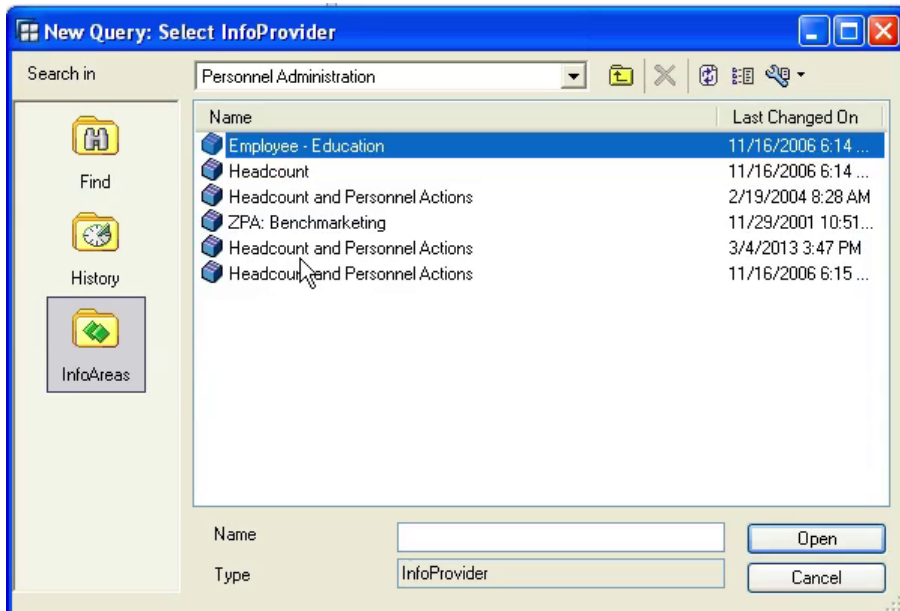 New Query: Select InfoProvider
Search in
Personnel Administration
Name Last Changed On
Employee - Education 11/16/2006 6:14 ...
Headcount 11/16/2006 6:14 ...
Headcount and Personnel Actions 2/19/2004 8:28 AM
ZPA: Benchmarketing 11/29/2001 10:51...
Headcount and Personnel Actions 3/4/2013 3:47 PM
Headcount and Personnel Actions 11/16/2006 6:15 ...
Find
History
InfoAreas
Name
Open
Type InfoProvider
Cancel